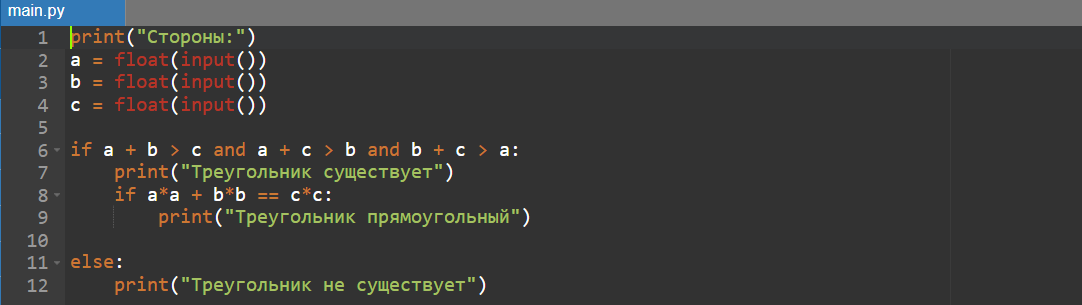 main.py
1 print("Стороны:")
2 a = float(input())
3 b = float(input())
4 c = float(input())
5
6 if a + b > c and a + c > b and b + c > a:
7     print("Треугольник существует")
8     if a*a + b*b == c*c:
9         print("Треугольник прямоугольный")
10
11 else:
12     print("Треугольник не существует")